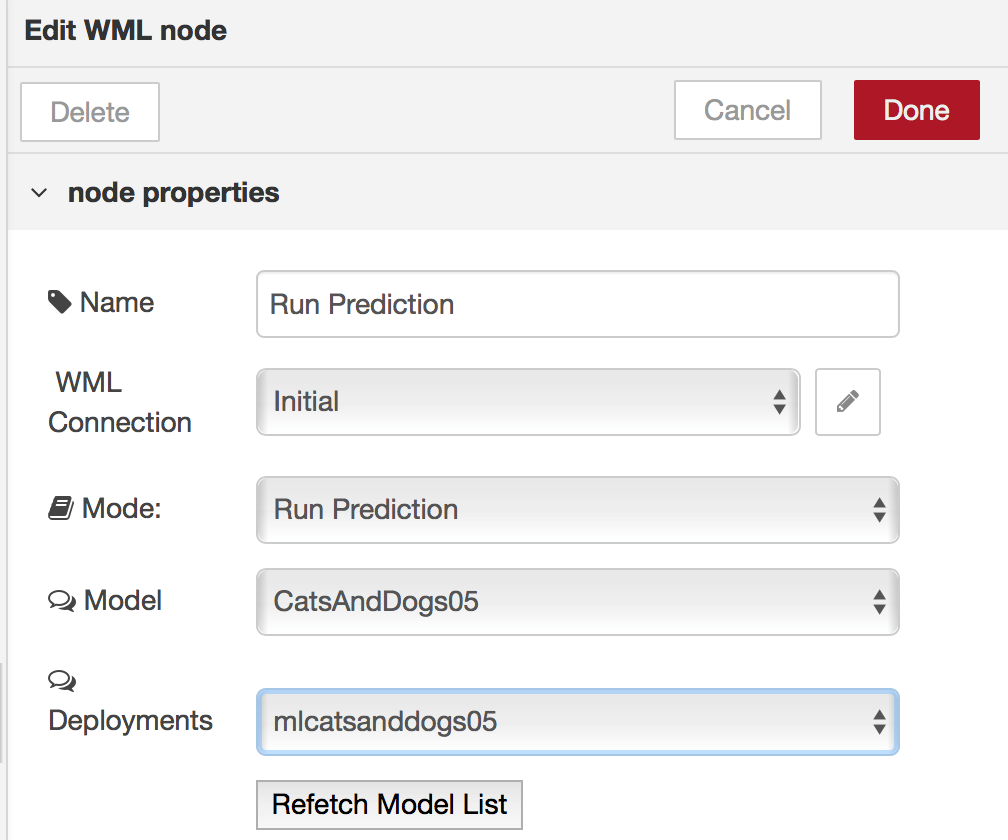 Edit WML node
Delete
Cancel
Done
node properties
Name
Run Prediction
WML
Connection
Initial
Mode:
Run Prediction
Model
CatsAndDogs05
Deployments
mlcatsanddogs05
Refetch Model List